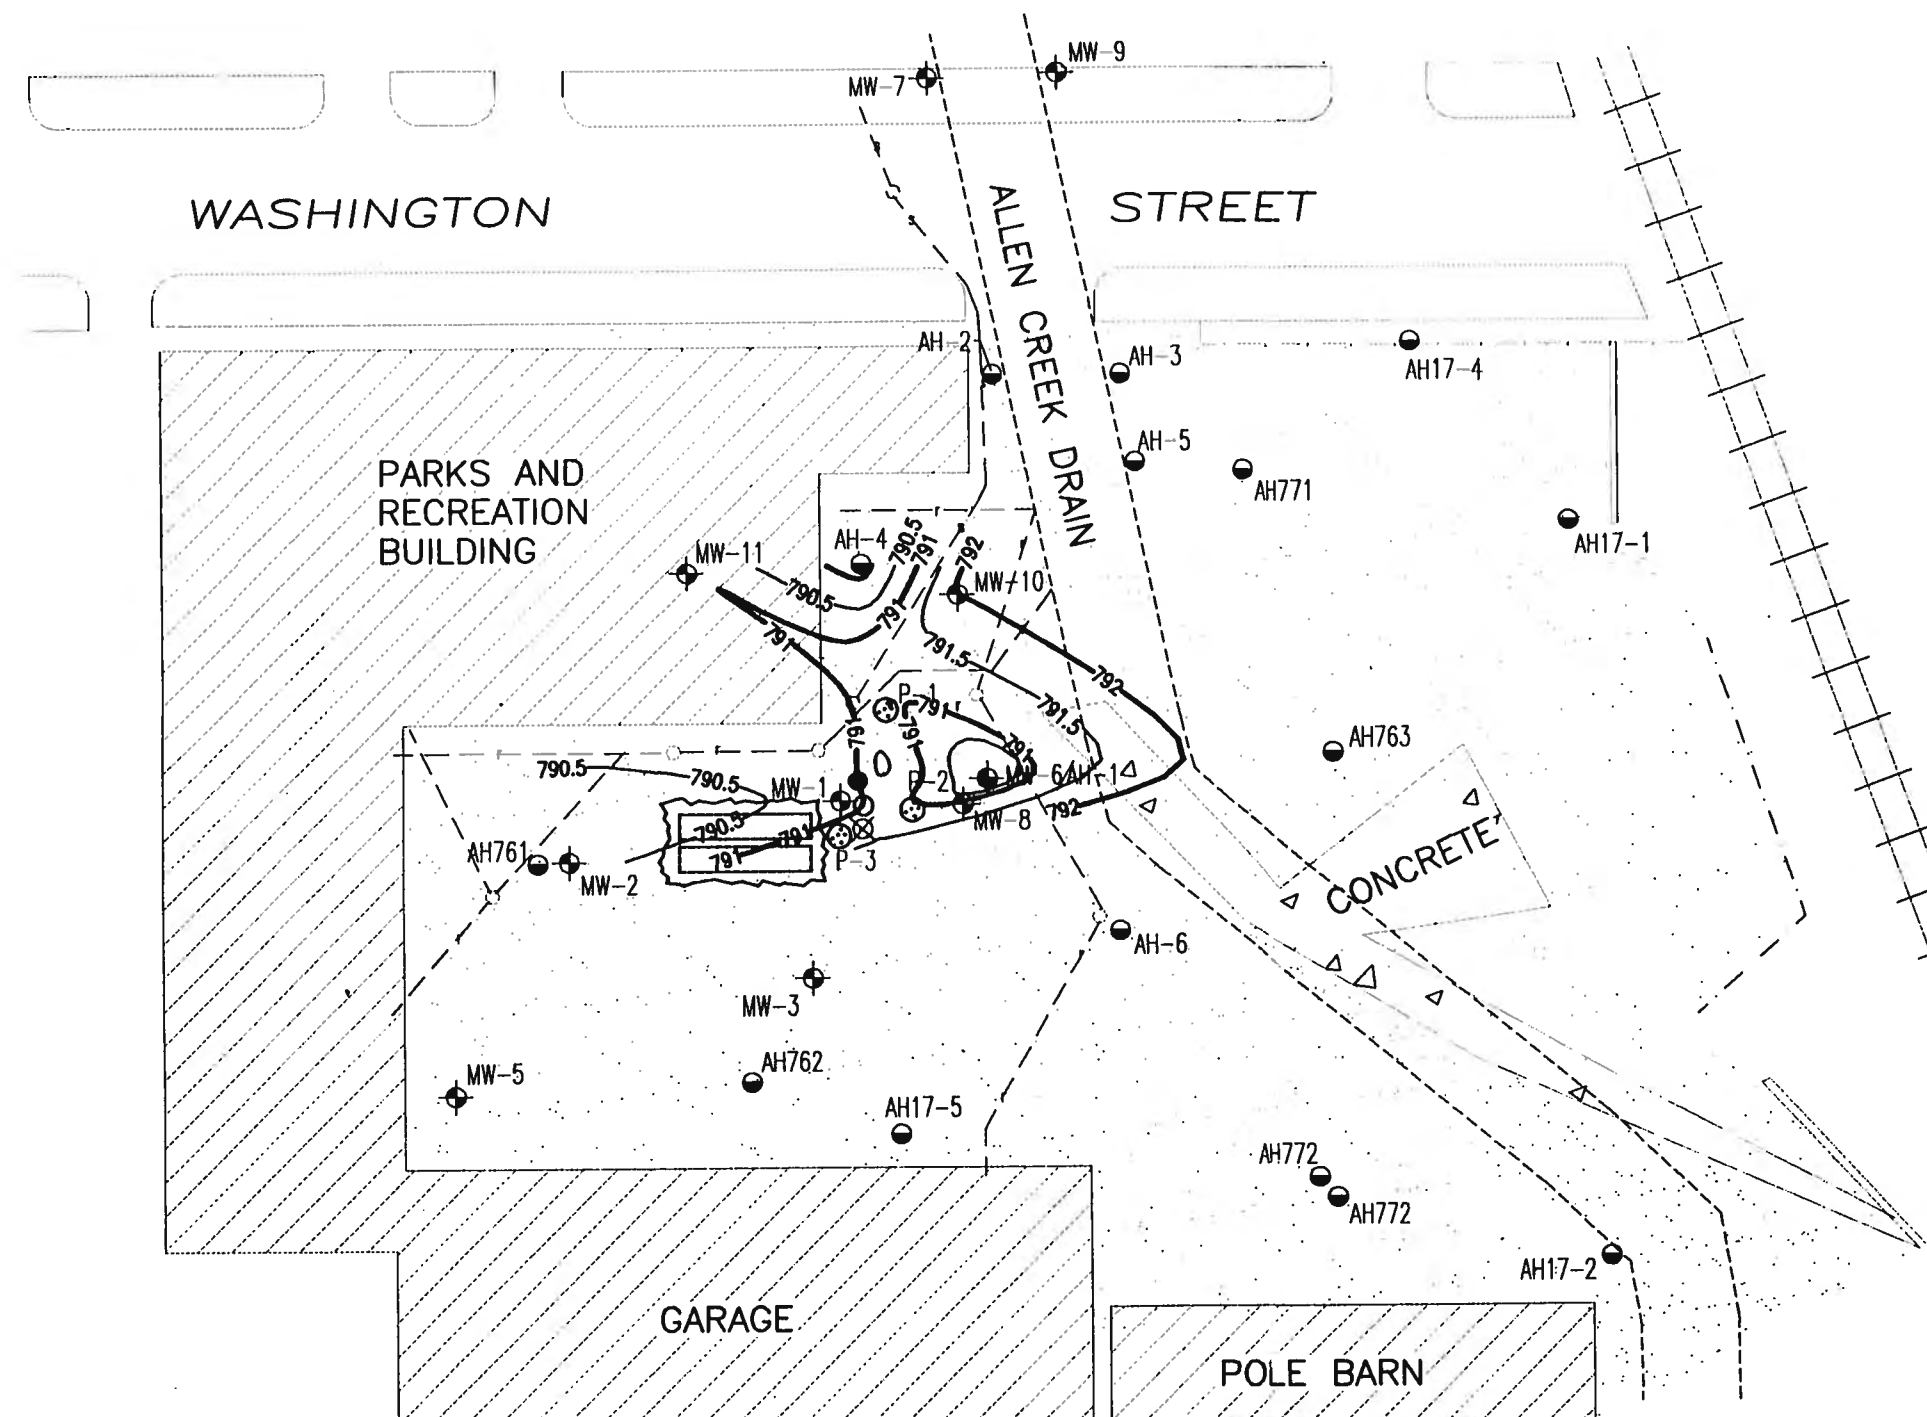 MW-9
MW-7
WASHINGTON
STREET
ALLEN CREEK DRAIN
AH-2
AH-3
AH17-4
AH-5
AH771
PARKS AND
RECREATION
BUILDING
AH17-1
MW-11
AH-4
790.5
791
792
MW-10
790.5
791
791
791.5
792
P-1
791
791.5
791
791
791
AH763
790.5
790.5
MW-1
P-2
MW-6
AH-1
792
MW-8
790.5
791
791
P-3
AH761
MW-2
CONCRETE
AH-6
MW-3
AH762
MW-5
AH17-5
AH772
AH772
AH17-2
GARAGE
POLE BARN